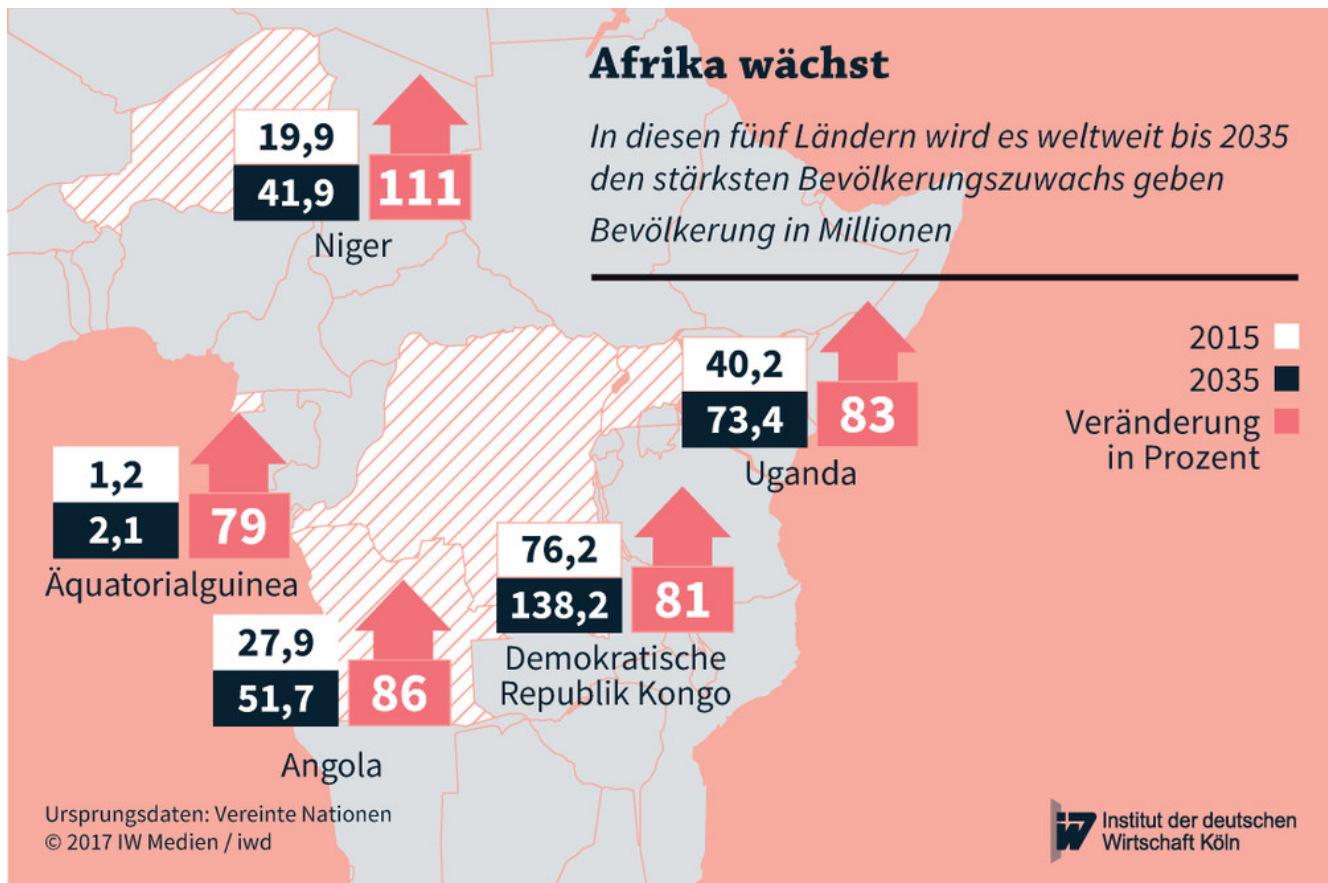 Afrika wächst
In diesen fünf Ländern wird es weltweit bis 2035
den stärksten Bevölkerungszuwachs geben
Bevölkerung in Millionen
2015
2035
Veränderung
in Prozent
19,9
41,9
111
Niger
40,2
73,4
83
Uganda
1,2
2,1
79
Äquatorialguinea
76,2
138,2
81
Demokratische
Republik Kongo
27,9
51,7
86
Angola
Ursprungsdaten: Vereinte Nationen
© 2017 IW Medien / iwd
iw
Institut der deutschen
Wirtschaft Köln